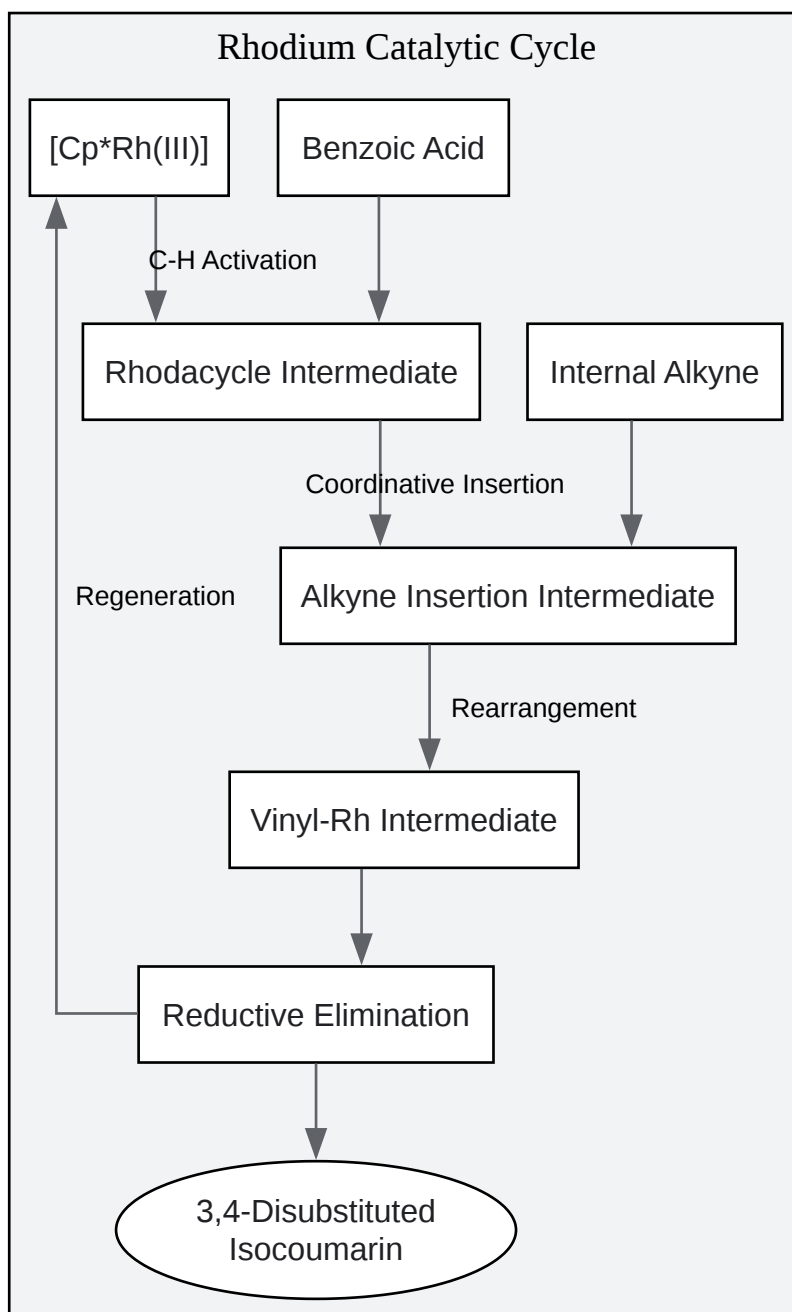 Rhodium Catalytic Cycle
[Cp*Rh(III)]
Benzoic Acid
C-H Activation
Rhodacycle Intermediate
Internal Alkyne
Coordinative Insertion
Regeneration
Alkyne Insertion Intermediate
Rearrangement
Vinyl-Rh Intermediate
Reductive Elimination
3,4-Disubstituted
Isocoumarin